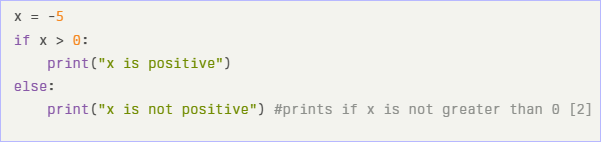 x = -5
if x > 0:
    print("x is positive")
else:
    print("x is not positive") #prints if x is not greater than 0 [2]